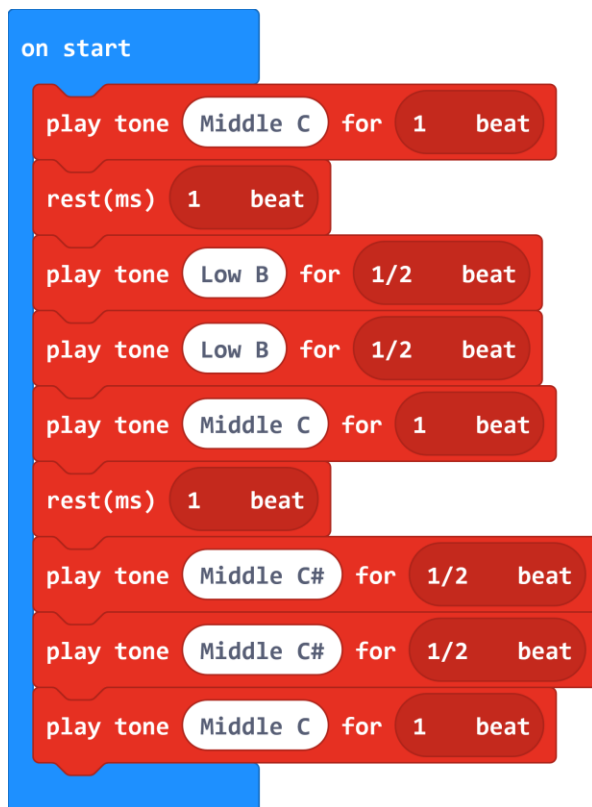 on start
play tone Middle C for 1 beat
rest(ms) 1 beat
play tone Low B for 1/2 beat
play tone Low B for 1/2 beat
play tone Middle C for 1 beat
rest(ms) 1 beat
play tone Middle C# for 1/2 beat
play tone Middle C# for 1/2 beat
play tone Middle C for 1 beat